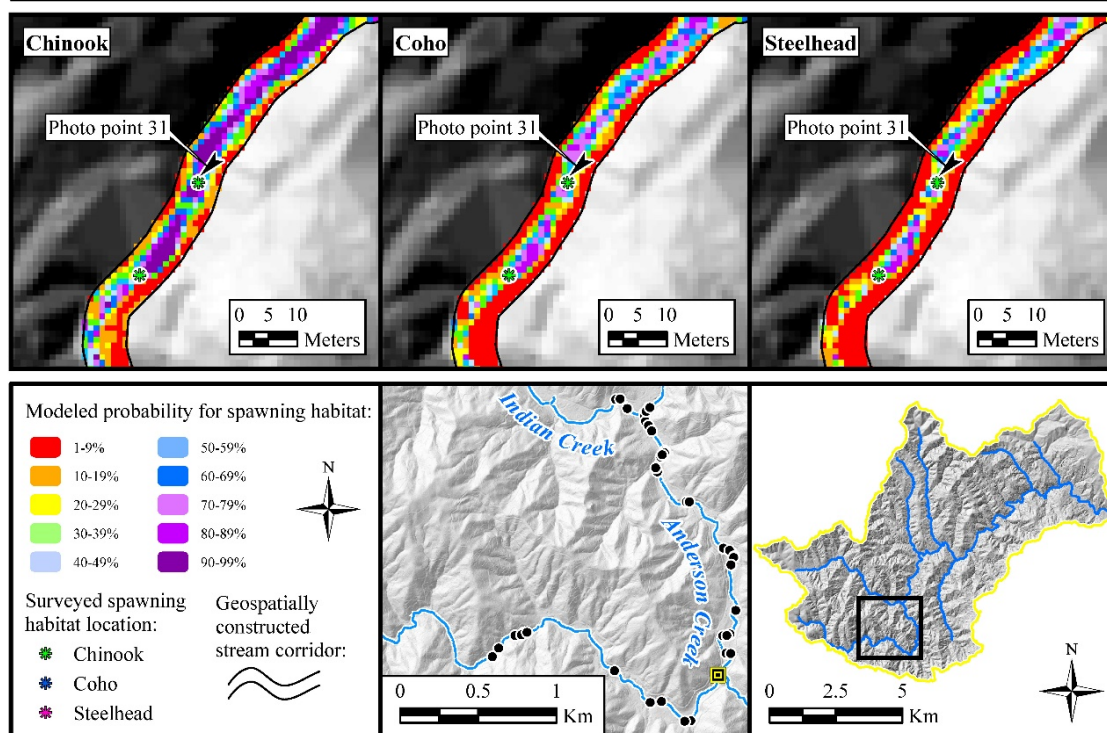 Chinook
Photo point 31
0 5 10
Meters
Coho
Photo point 31
0 5 10
Meters
Steelhead
Photo point 31
0 5 10
Meters
Modeled probability for spawning habitat:
1-9%
10-19%
20-29%
30-39%
40-49%
50-59%
60-69%
70-79%
80-89%
90-99%
N
Surveyed spawning
habitat location:
Chinook
Coho
Steelhead
Geospatially
constructed
stream corridor:
Indian Creek
Anderson Creek
0 0.5 1
Km
0 2.5 5
Km
N